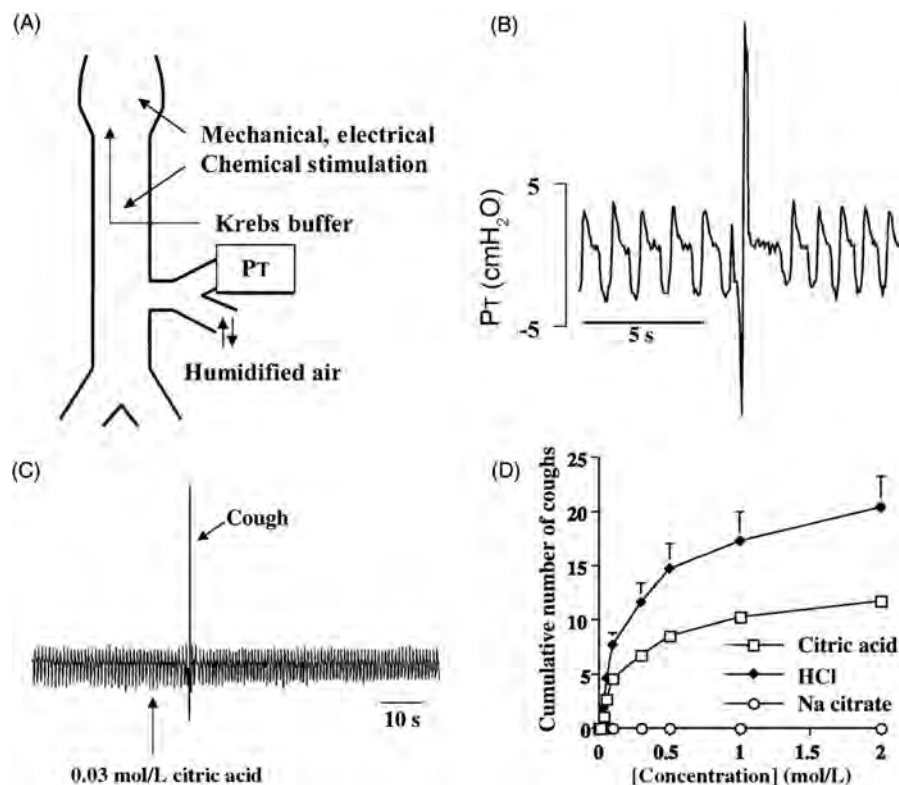 (A)
Mechanical, electrical
Chemical stimulation
Krebs buffer
PT
Humidified air
(B)
PT (cmH2O)
5
-5
5 s
(C)
Cough
10 s
0.03 mol/L citric acid
(D)
Cumulative number of coughs
25
20
15
10
5
0
0 0.5 1 2
[Concentration] (mol/L)
Citric acid
HCl
Na citrate